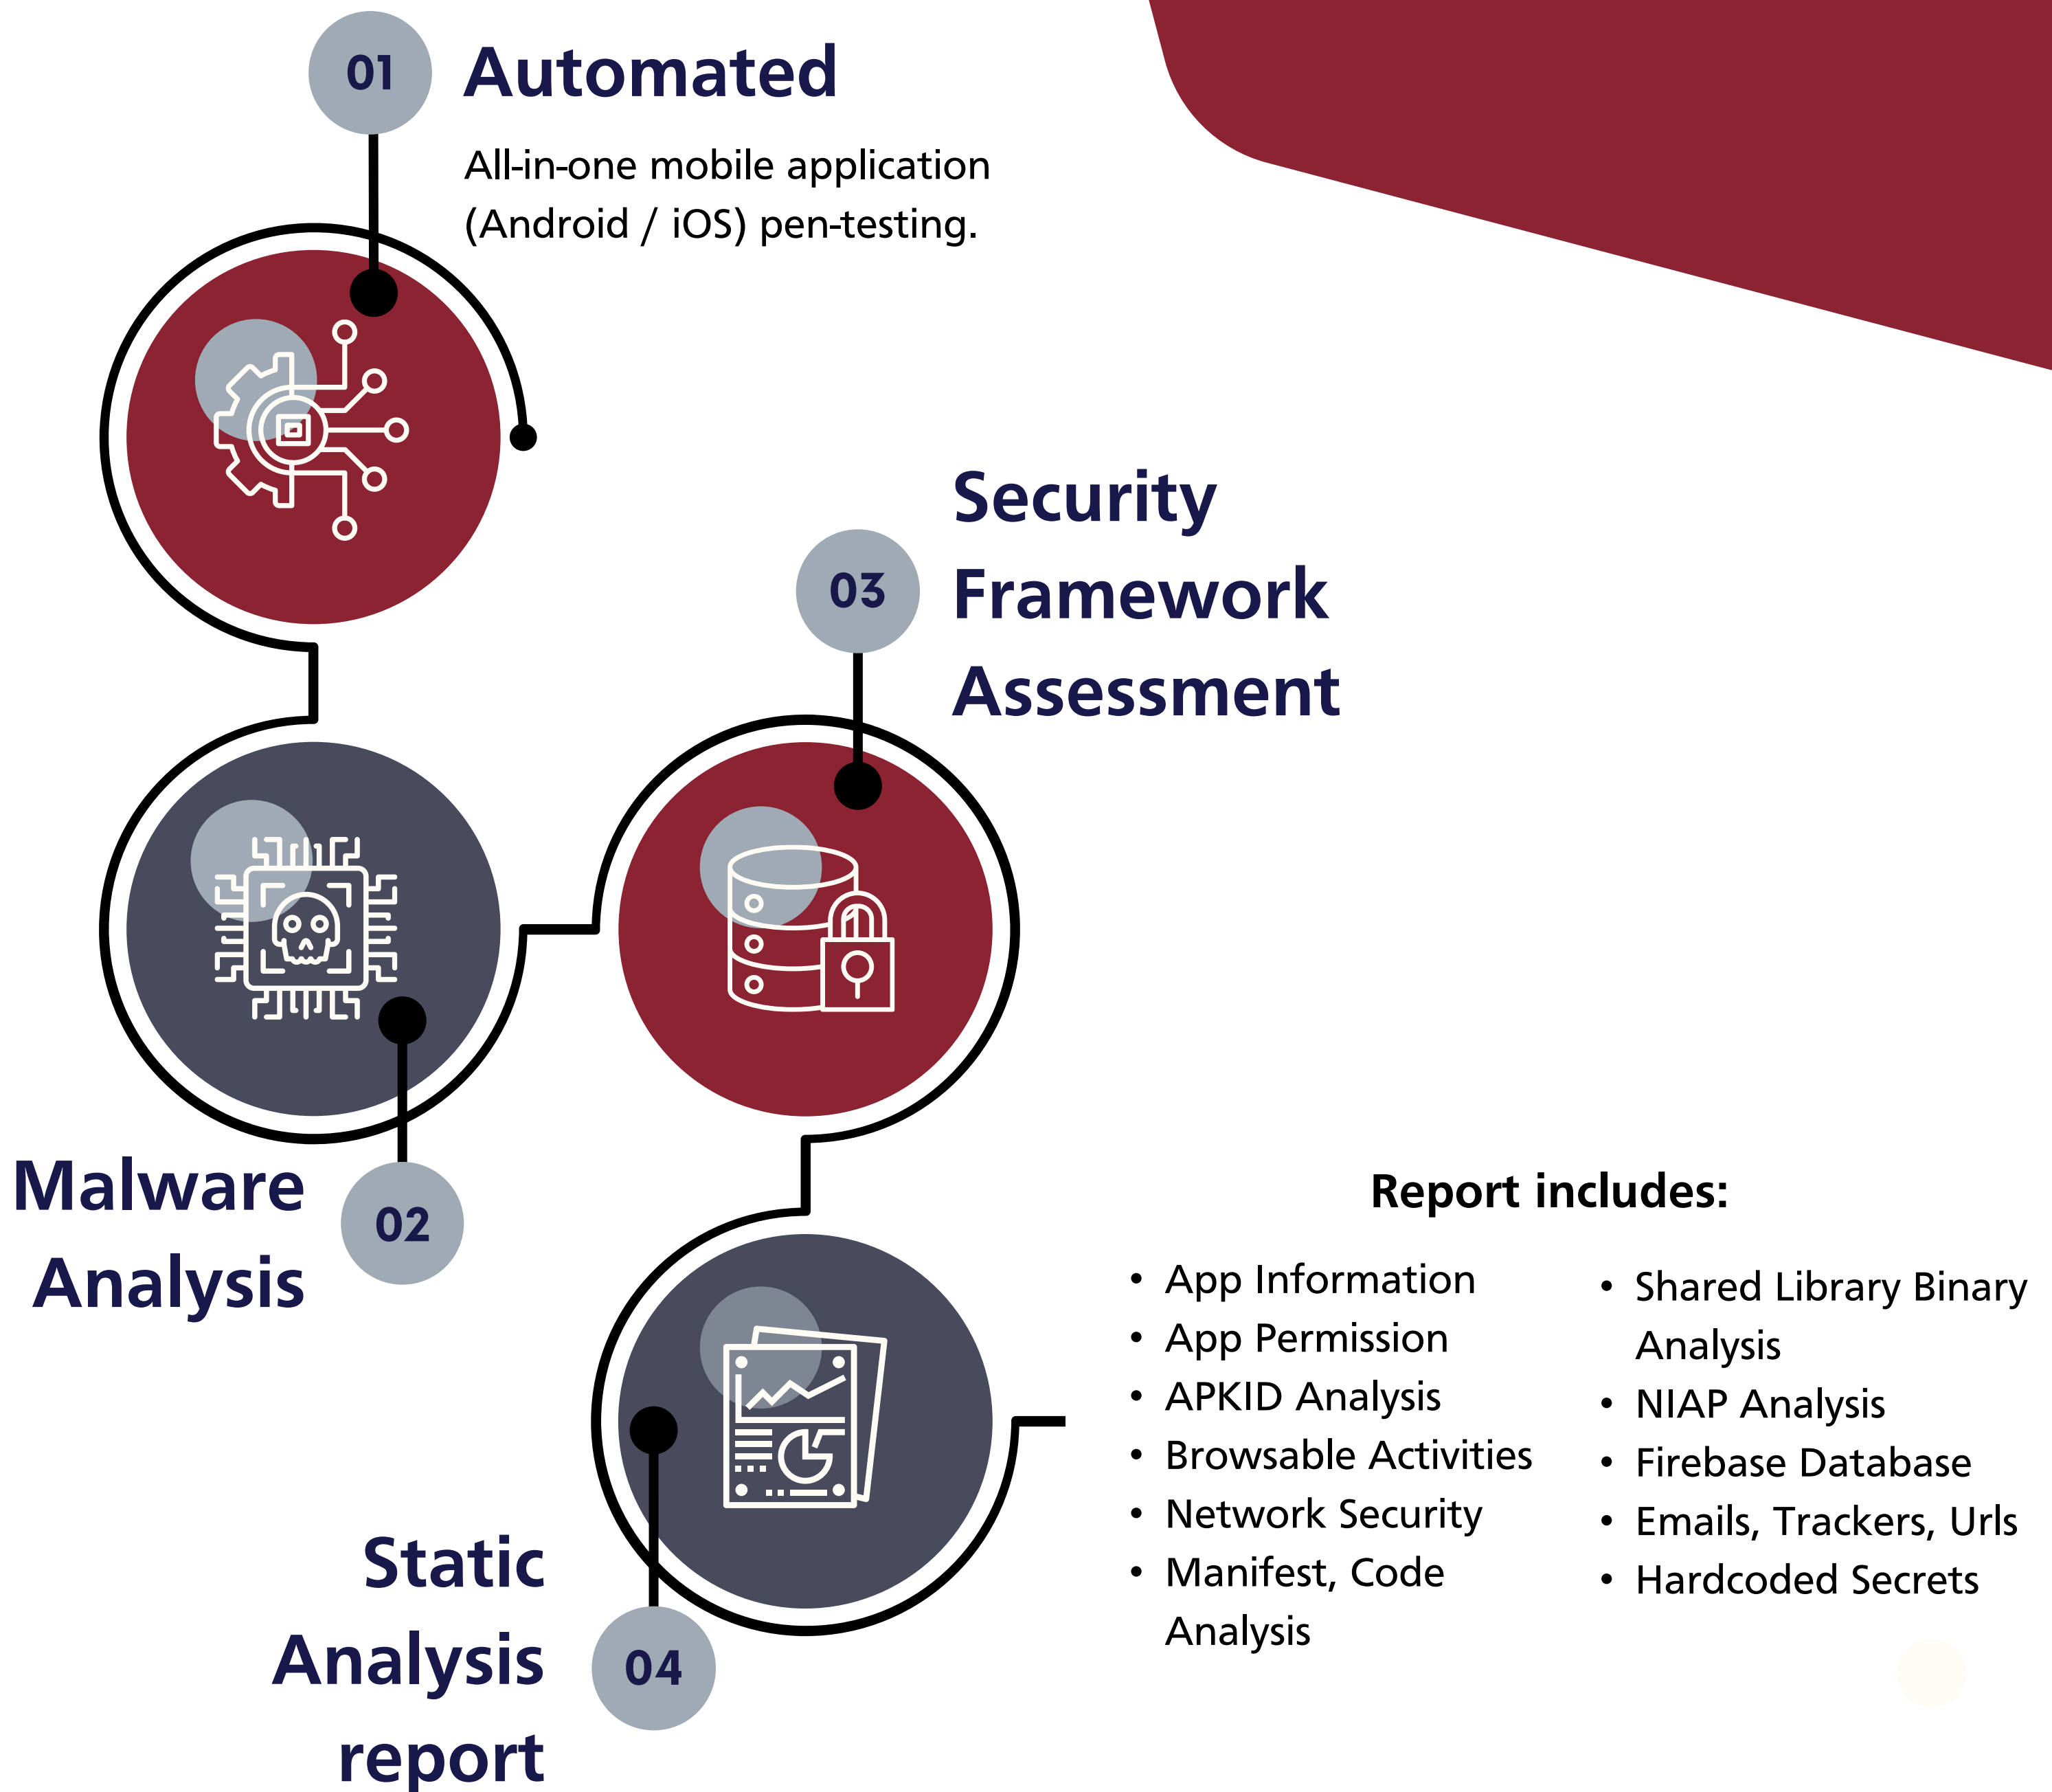 01
Automated
All-in-one mobile application
(Android / iOS) pen-testing.
03
Security
Framework
Assessment
Malware
Analysis
02
Static
Analysis
report
04
Report includes:
• App Information
• App Permission
• APKID Analysis
• Browsable Activities
• Network Security
• Manifest, Code
Analysis
• Shared Library Binary
Analysis
• NIAP Analysis
• Firebase Database
• Emails, Trackers, Urls
• Hardcoded Secrets